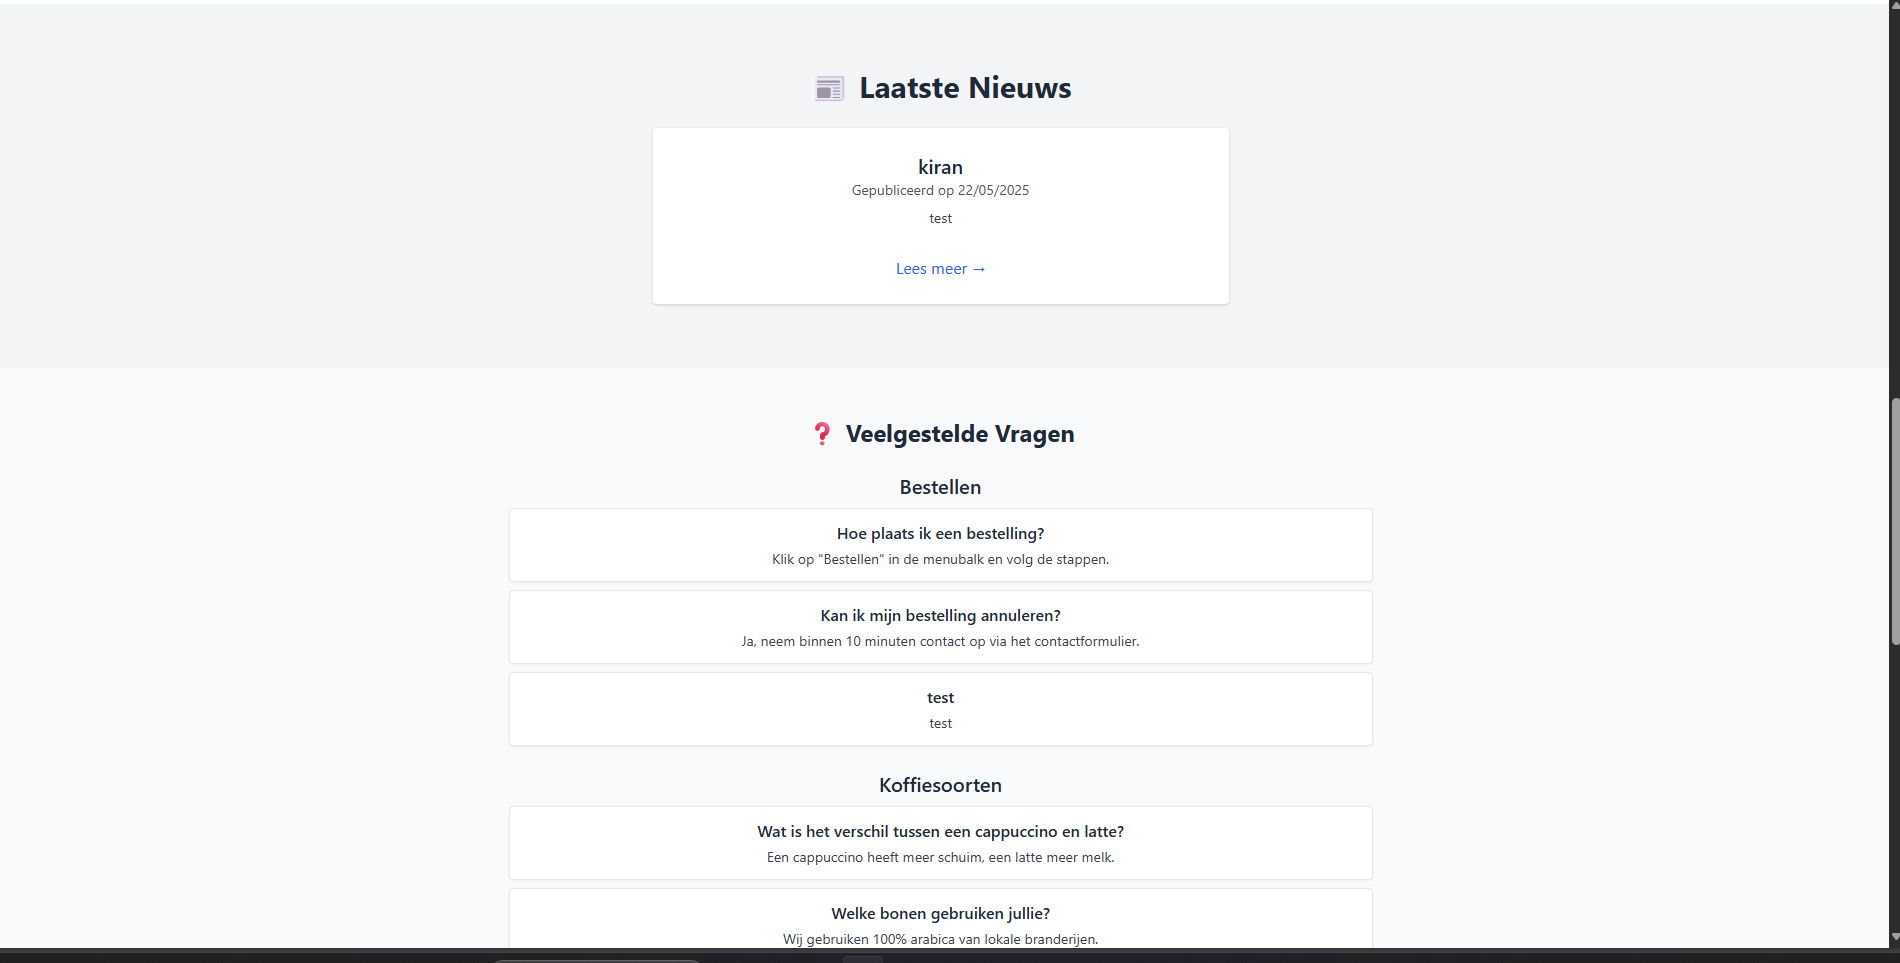 Laatste Nieuws
kiran
Gepubliceerd op 22/05/2025
test
Lees meer →
Veelgestelde Vragen
Bestellen
Hoe plaats ik een bestelling?
Klik op "Bestellen" in de menubalk en volg de stappen.
Kan ik mijn bestelling annuleren?
Ja, neem binnen 10 minuten contact op via het contactformulier.
test
test
Koffiesoorten
Wat is het verschil tussen een cappuccino en latte?
Een cappuccino heeft meer schuim, een latte meer melk.
Welke bonen gebruiken jullie?
Wij gebruiken 100% arabica van lokale branderijen.